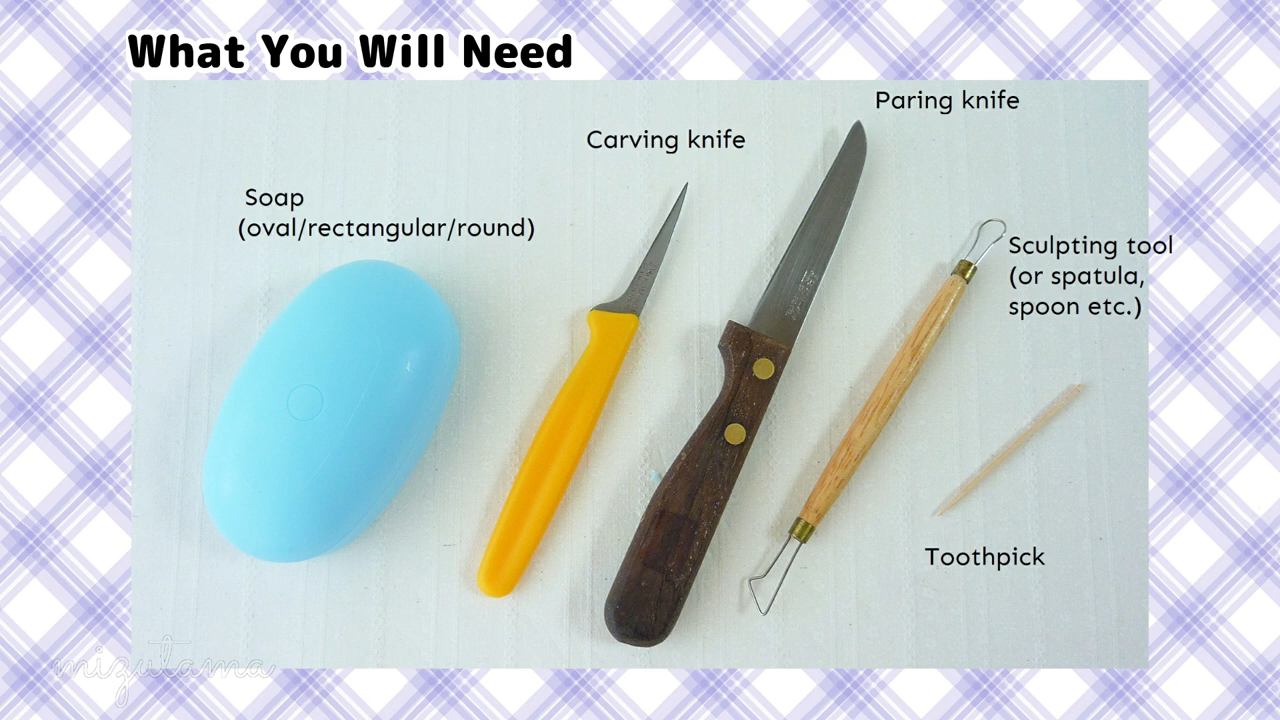 What You Will Need
Paring knife
Carving knife
Soap
(oval/rectangular/round)
Sculpting tool
(or spatula,
spoon etc.)
Toothpick
mizutama